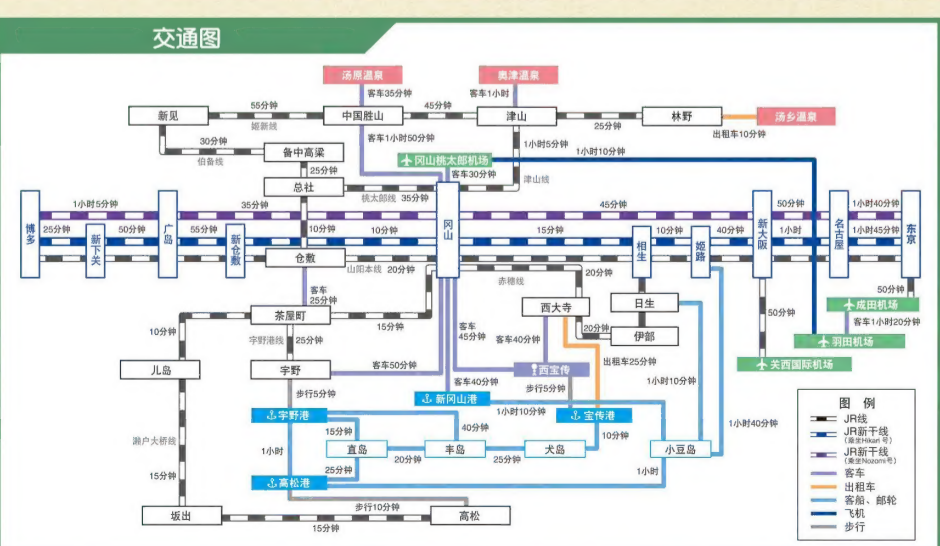 交通图
汤原温泉
奥津温泉
客车35分钟
客车1小时
新见
55分钟
姬新线
中国胜山
45分钟
津山
25分钟
林野
出租车10分钟
汤乡温泉
30分钟
伯备线
备中高梁
客车1小时50分钟
1小时5分钟
25分钟
冈山桃太郎机场
1小时10分钟
客车30分钟
总社
桃太郎线
35分钟
津山线
博多
1小时5分钟
25分钟
新下关
50分钟
广岛
35分钟
55分钟
新仓敷
10分钟
10分钟
冈山
45分钟
15分钟
相生
10分钟
姬路
40分钟
新大阪
50分钟
1小时
名古屋
1小时40分钟
1小时45分钟
东京
仓敷
山阳本线
20分钟
赤穗线
20分钟
客车
25分钟
西大寺
日生
50分钟
成田机场
茶屋町
15分钟
10分钟
宇野港线
25分钟
客车
45分钟
20分钟
伊部
50分钟
客车1小时20分钟
羽田机场
客车40分钟
儿岛
宇野
客车50分钟
西宝传
出租车25分钟
关西国际机场
步行5分钟
客车40分钟
步行5分钟
1小时10分钟
新冈山港
1小时10分钟
宇野港
宝传港
1小时40分钟
濑户大桥线
15分钟
40分钟
10分钟
1小时
直岛
20分钟
丰岛
25分钟
犬岛
小豆岛
25分钟
1小时
15分钟
高松港
步行10分钟
坂出
15分钟
高松
图 例
JR线
JR新干线
(乘坐Hikari 号)
JR新干线
(乘坐Nozomi号)
客车
出租车
客船、邮轮
飞机
步行